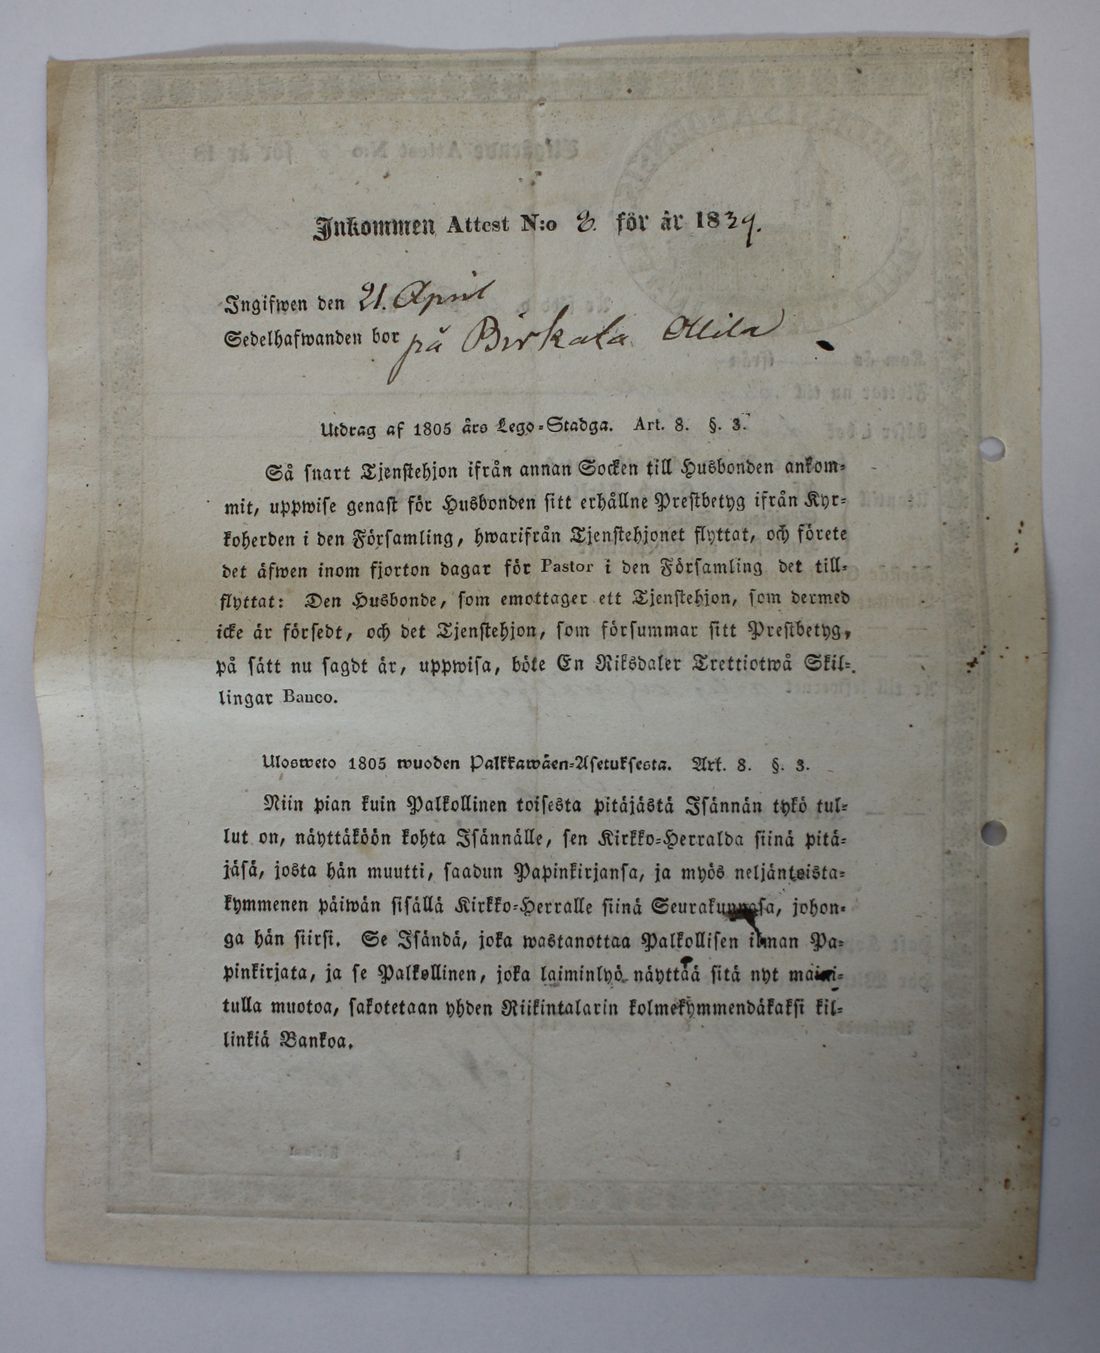 Inkommen Attest N:o 3. för år 1839.
Ingifwen den 21. April
Sedelhafwanden bor på Birkala
Utdrag af 1805 års Lego-Stadga. Art. 8. §. 3.
Så snart Tjenstehjon ifrån annan Socken till Husbonden ankom-
mit, uppwise genast för Husbonden sitt erhållne Prestbetyg ifrån Kyr-
koherden i den Församling, hwarifrån Tjenstehjonet flyttat, och förete
det äfwen inom fjorton dagar för Pastor i den Församling det till-
flyttat: Den Husbonde, som emottager ett Tjenstehjon, som dermed
icke är försedt, och det Tjenstehjon, som försummar sitt Prestbetyg,
på sätt nu sagdt är, uppwisa, böte En Riksdaler Trettiotwå Skil-
lingar Banco.
Ulosweto 1805 wuoden Palkkawäen-Asetuksesta. Art. 8. §. 3.
Niin pian kuin Palkollinen toisesta pitäjästä Isännän tykö tul-
lut on, näyttäköön kohta Isännälle, sen Kirkko-Herralda siinä pitä-
jäsä, josta hän muutti, saadun Papinkirjansa, ja myös neljäntoista-
kymmenen päiwän sisällä Kirkko-Herralle siinä Seurakunnasa, johon-
ga hän siirsi. Se Isändä, joka wastanottaa Palkollisen ilman Pa-
pinkirjata, ja se Palkollinen, joka laiminlyö näyttää sitä nyt maini-
tulla muotoa, sakotetaan yhden Riikintalarin kolmekymmendäkaksi kil-
linkiä Bankoa.